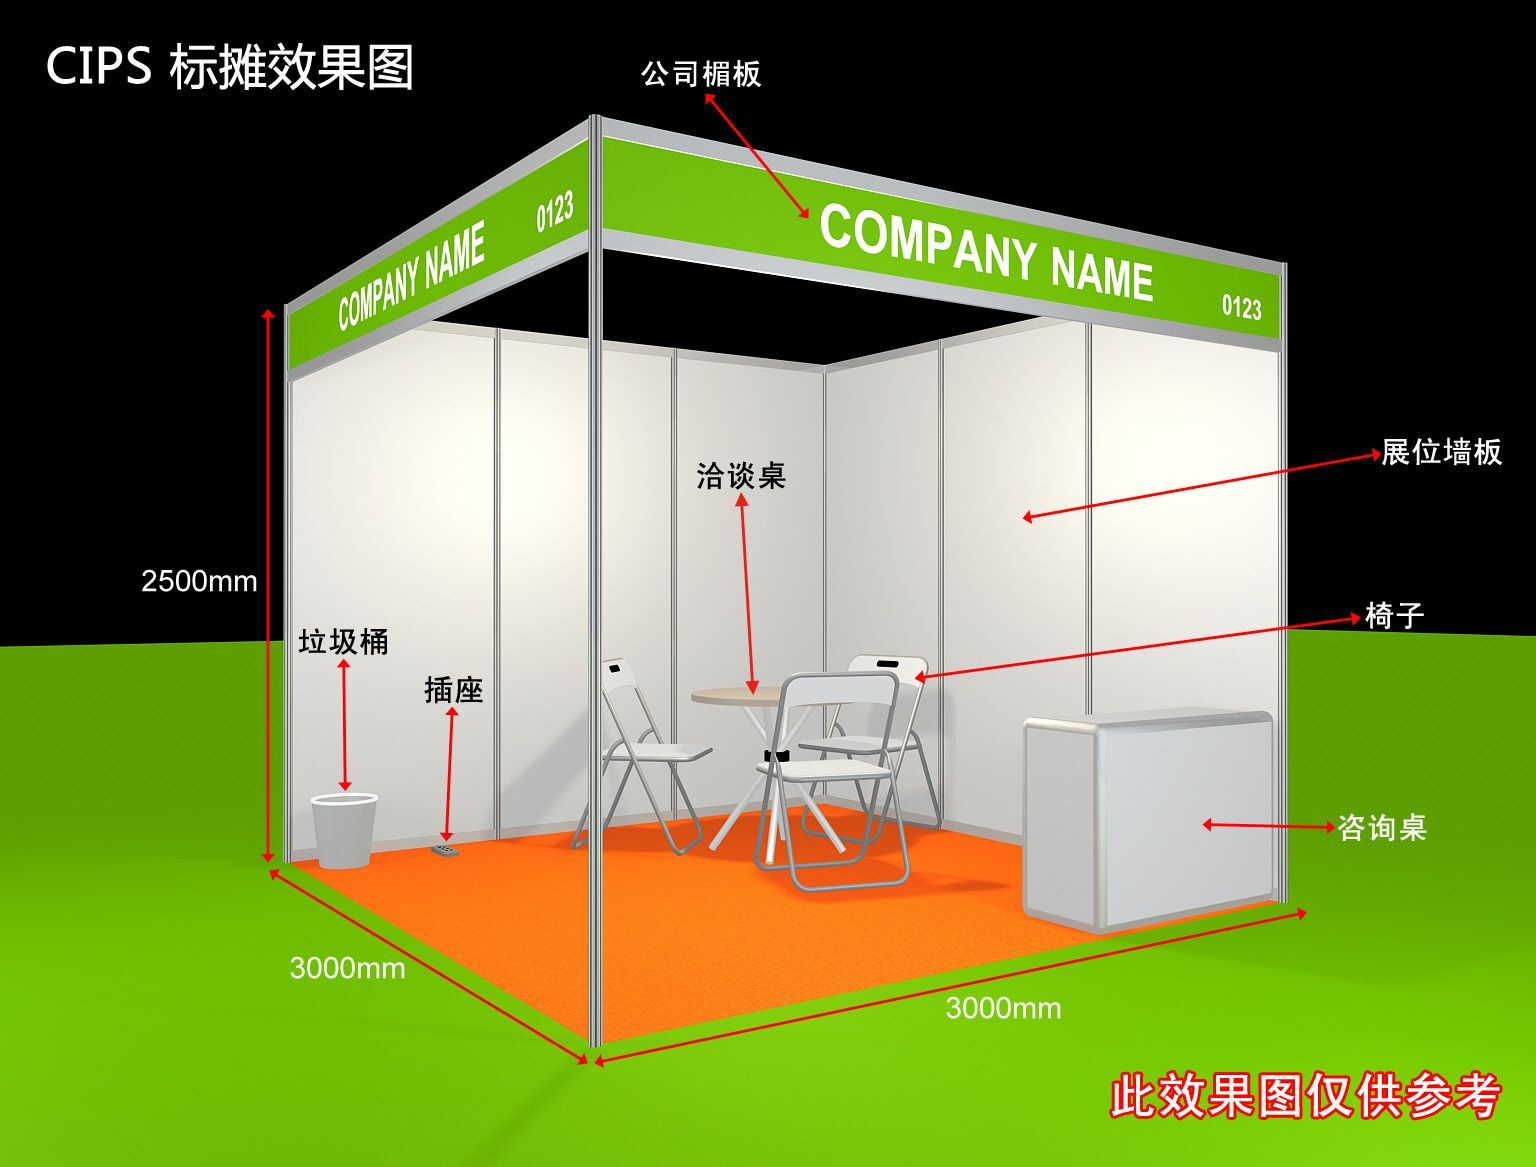 CIPS 标摊效果图
公司楣板
COMPANY NAME 0123
COMPANY NAME 0123
展位墙板
洽谈桌
2500mm
椅子
垃圾桶
插座
咨询桌
3000mm
3000mm
此效果图仅供参考